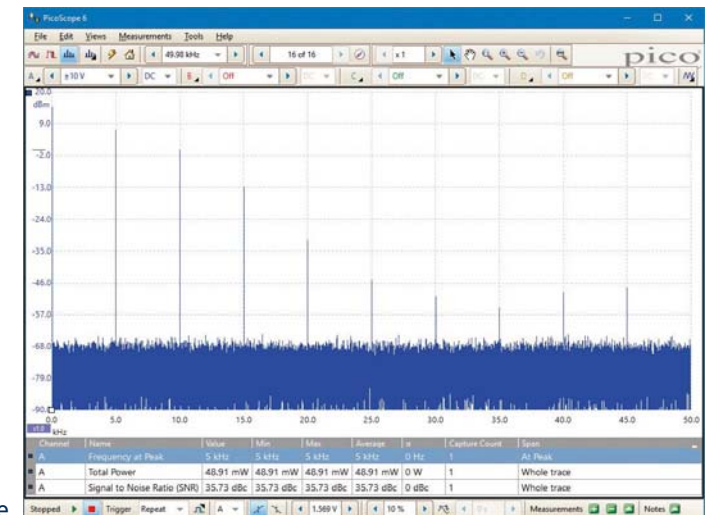 PicoScope 6
File Edit Views Measurements Tools Help
49.98 kHz 16 of 16 x 1 pico
A ±10 V DC B Off DC C Off DC D Off DC
20.0
dBm
9.0
-2.0
-13.0
-24.0
-35.0
-46.0
-57.0
-68.0
-79.0
-90.0
0.0 5.0 10.0 15.0 20.0 25.0 30.0 35.0 40.0 45.0 50.0
x1.0 kHz
Channel Name Value Min Max Average σ Capture Count Span
A Frequency at Peak 5 kHz 5 kHz 5 kHz 5 kHz 0 Hz 1 At Peak
A Total Power 48.91 mW 48.91 mW 48.91 mW 48.91 mW 0 W 1 Whole trace
A Signal to Noise Ratio (SNR) 35.73 dBc 35.73 dBc 35.73 dBc 35.73 dBc 0 dBc 1 Whole trace
Stopped Trigger Repeat A 1.569 V 10 % Measurements Notes